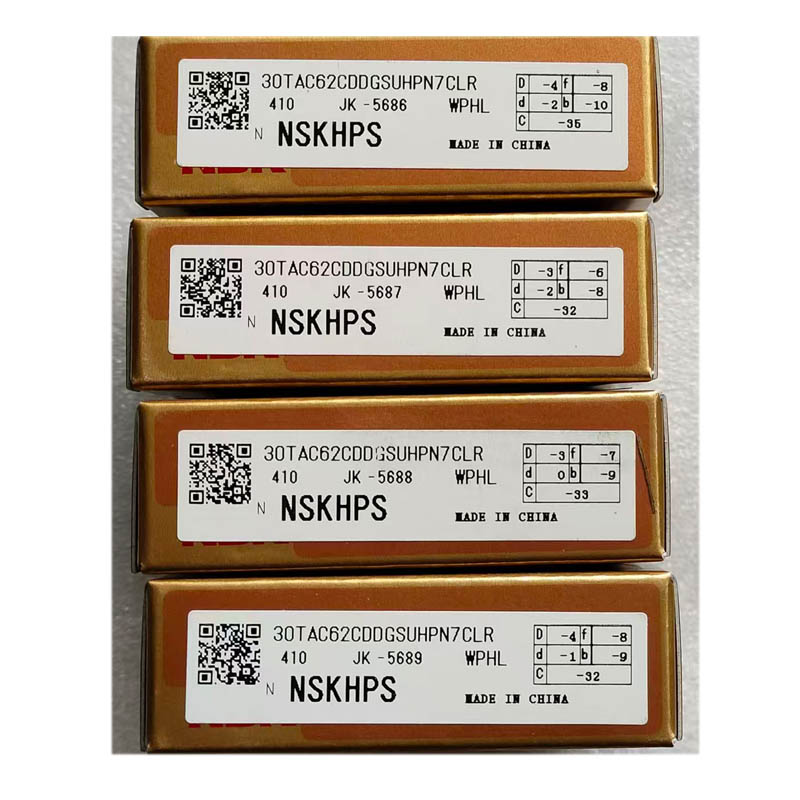 30TAC62CDDGSUHPN7CLR
410 JK -5686 WPHL
N NSKHPS
MADE IN CHINA
D -4 f -8
d -2 b -10
C -35
30TAC62CDDGSUHPN7CLR
410 JK -5687 WPHL
N NSKHPS
MADE IN CHINA
D -3 f -6
d -2 b -8
C -32
30TAC62CDDGSUHPN7CLR
410 JK -5688 WPHL
N NSKHPS
MADE IN CHINA
D -3 f -7
d 0 b -9
C -33
30TAC62CDDGSUHPN7CLR
410 JK -5689 WPHL
N NSKHPS
MADE IN CHINA
D -4 f -8
d -1 b -9
C -32